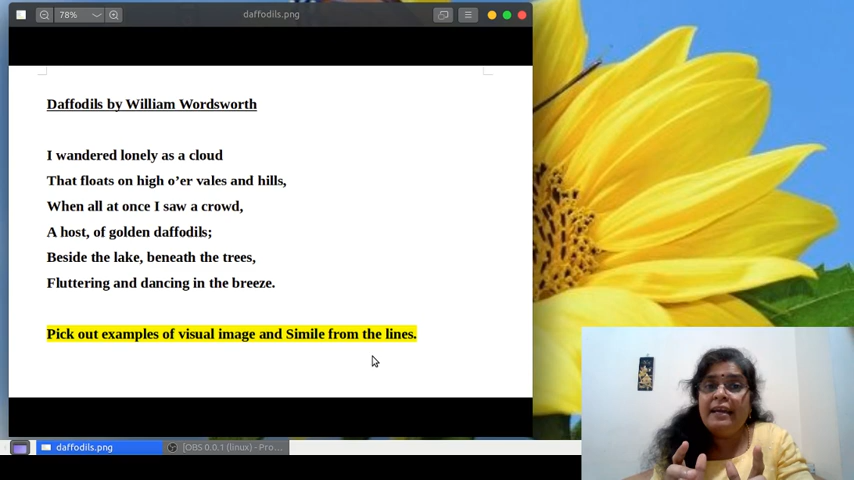 78%
daffodils.png
Daffodils by William Wordsworth
I wandered lonely as a cloud
That floats on high o’er vales and hills,
When all at once I saw a crowd,
A host, of golden daffodils;
Beside the lake, beneath the trees,
Fluttering and dancing in the breeze.
Pick out examples of visual image and Simile from the lines.
daffodils.png
[OBS 0.0.1 (linux) - Pro...